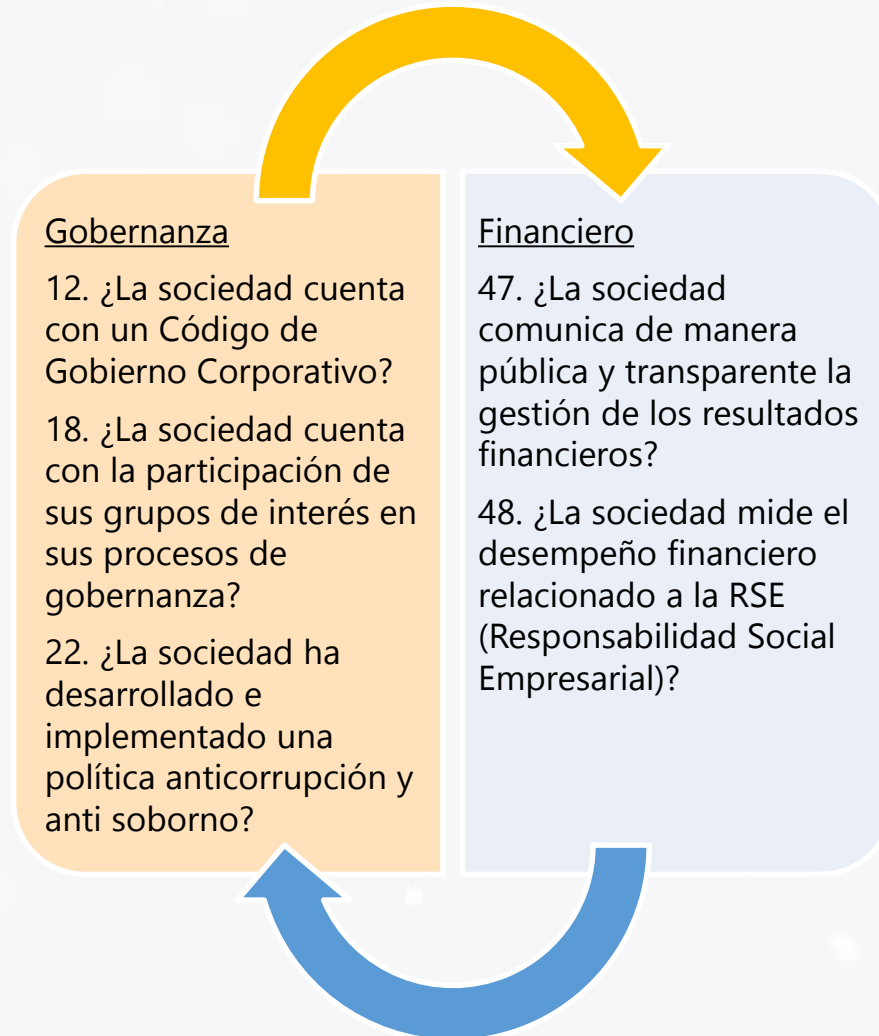 Gobernanza
12. ¿La sociedad cuenta
con un Código de
Gobierno Corporativo?
18. ¿La sociedad cuenta
con la participación de
sus grupos de interés en
sus procesos de
gobernanza?
22. ¿La sociedad ha
desarrollado e
implementado una
política anticorrupción y
anti soborno?
Financiero
47. ¿La sociedad
comunica de manera
pública y transparente la
gestión de los resultados
financieros?
48. ¿La sociedad mide el
desempeño financiero
relacionado a la RSE
(Responsabilidad Social
Empresarial)?